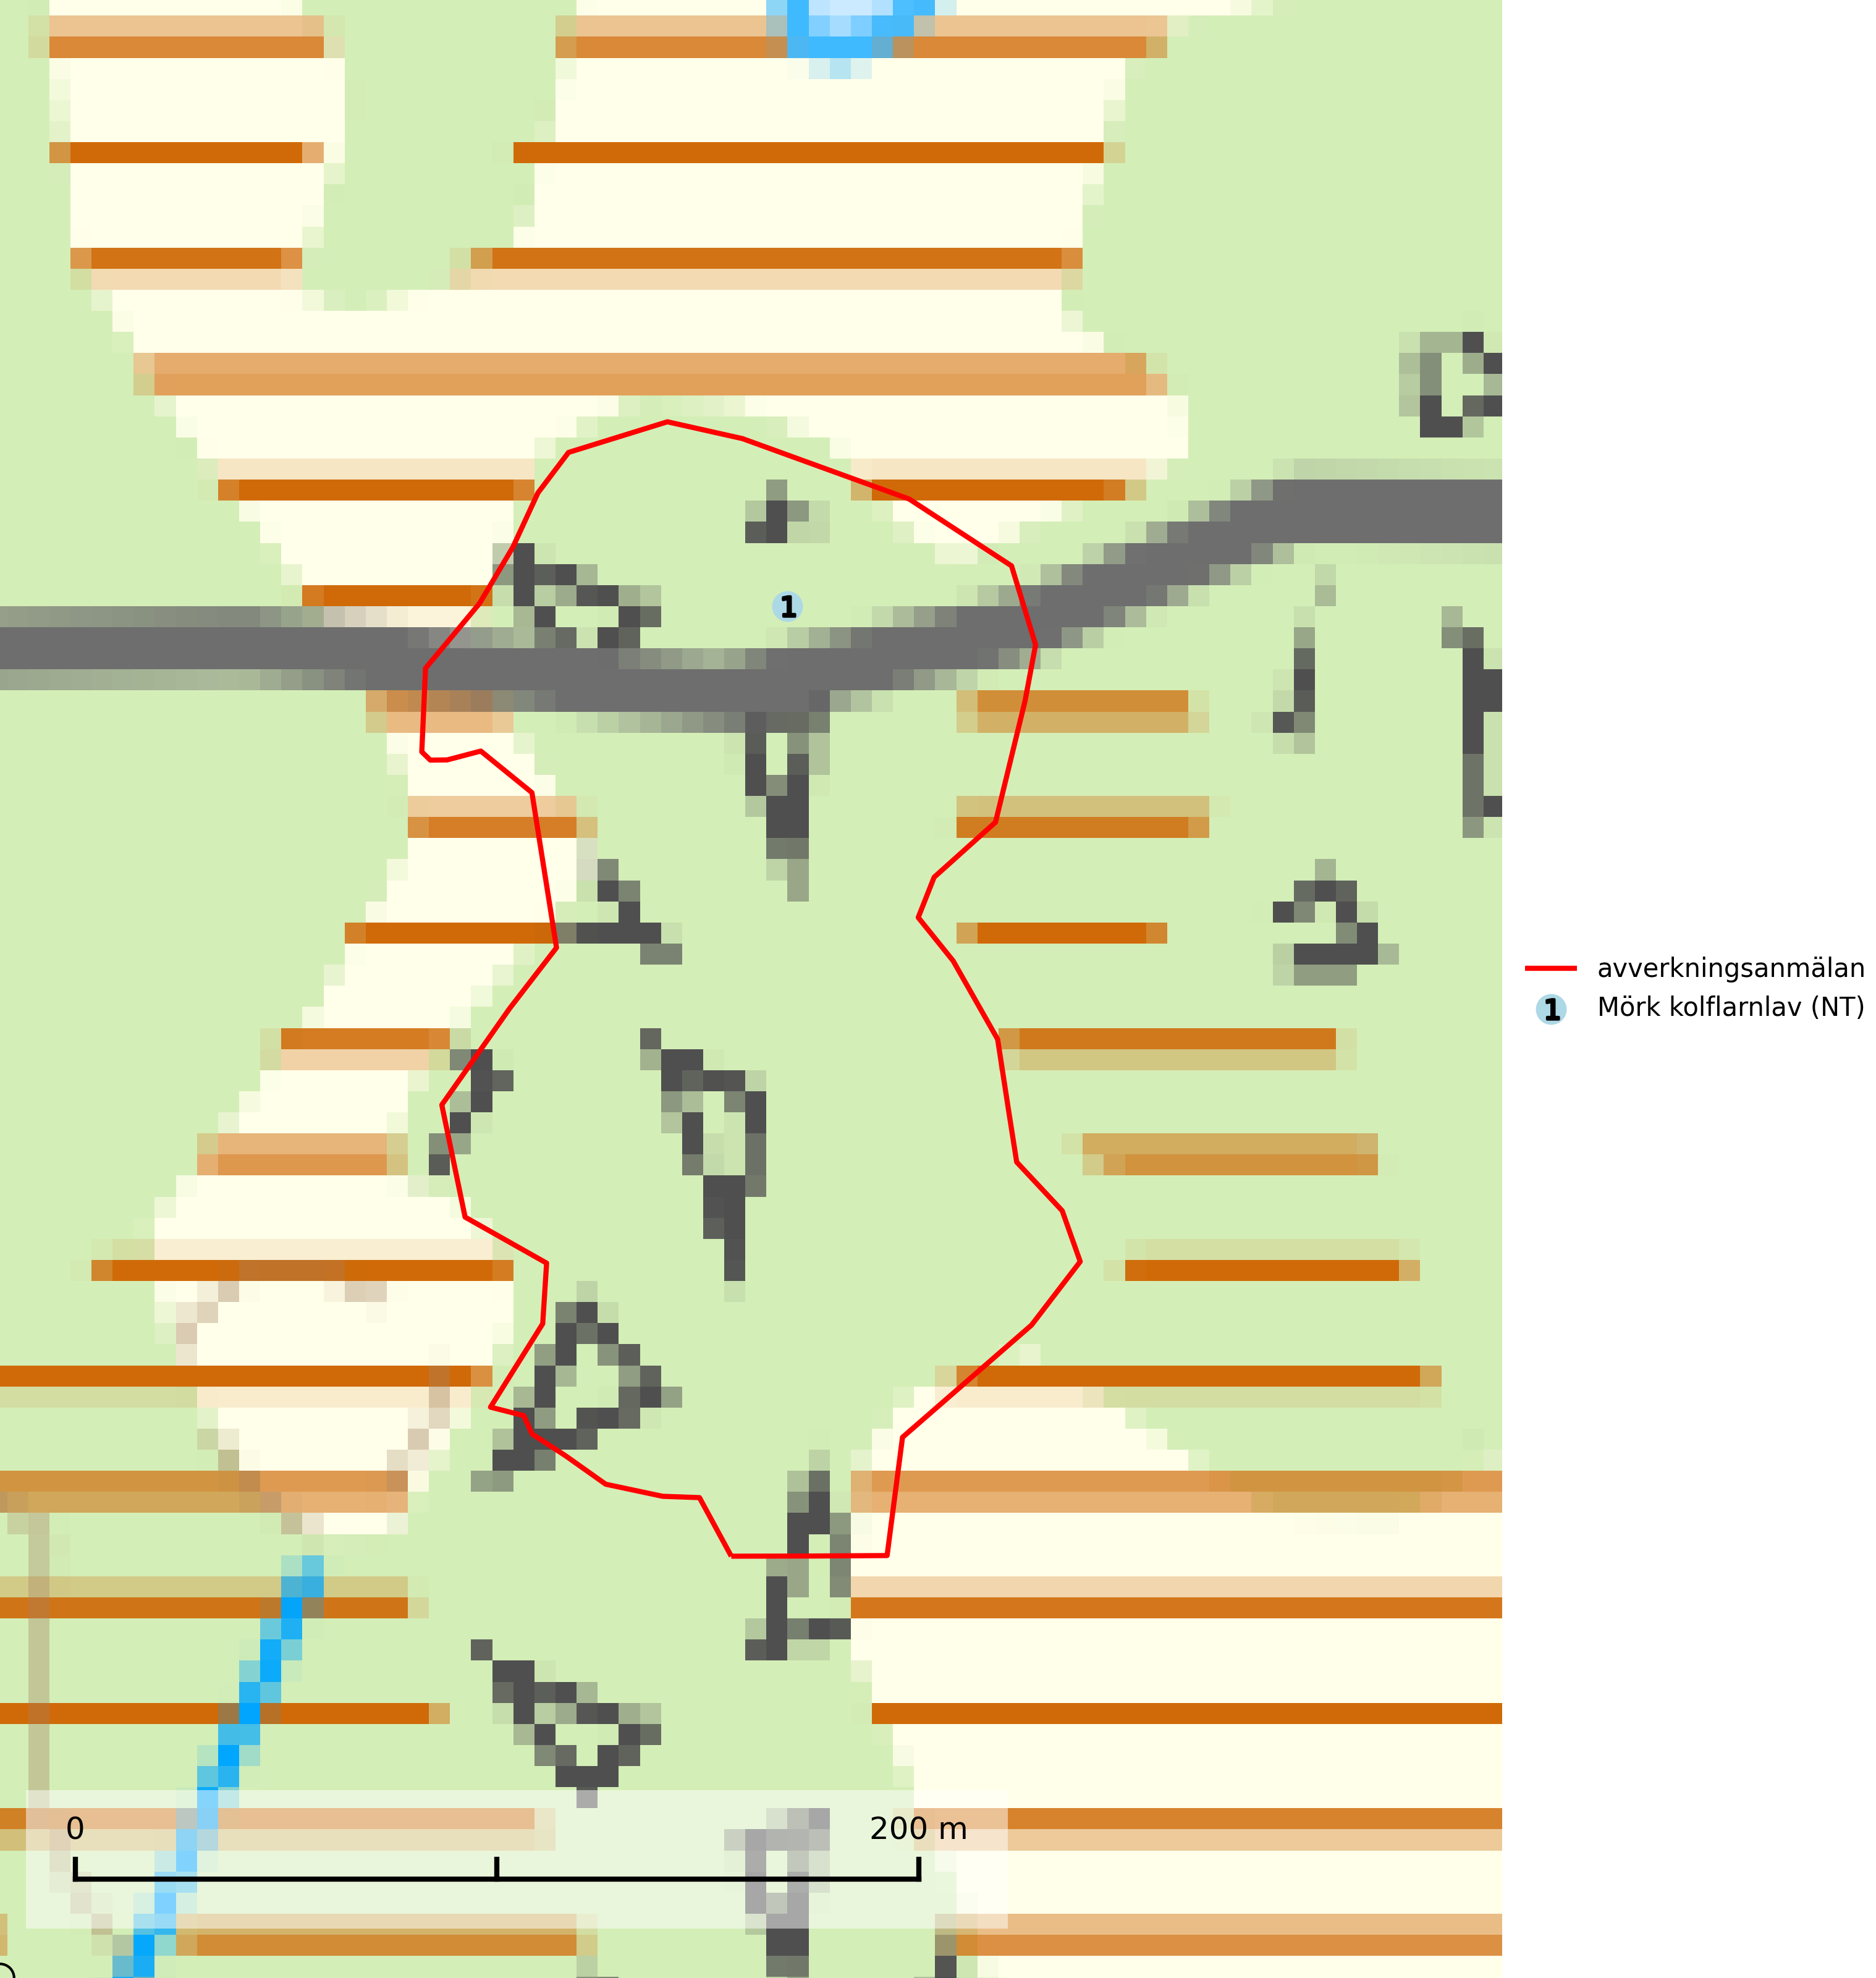 1
avverkningsanmälan
1 Mörk kolflarnlav (NT)
0 200 m